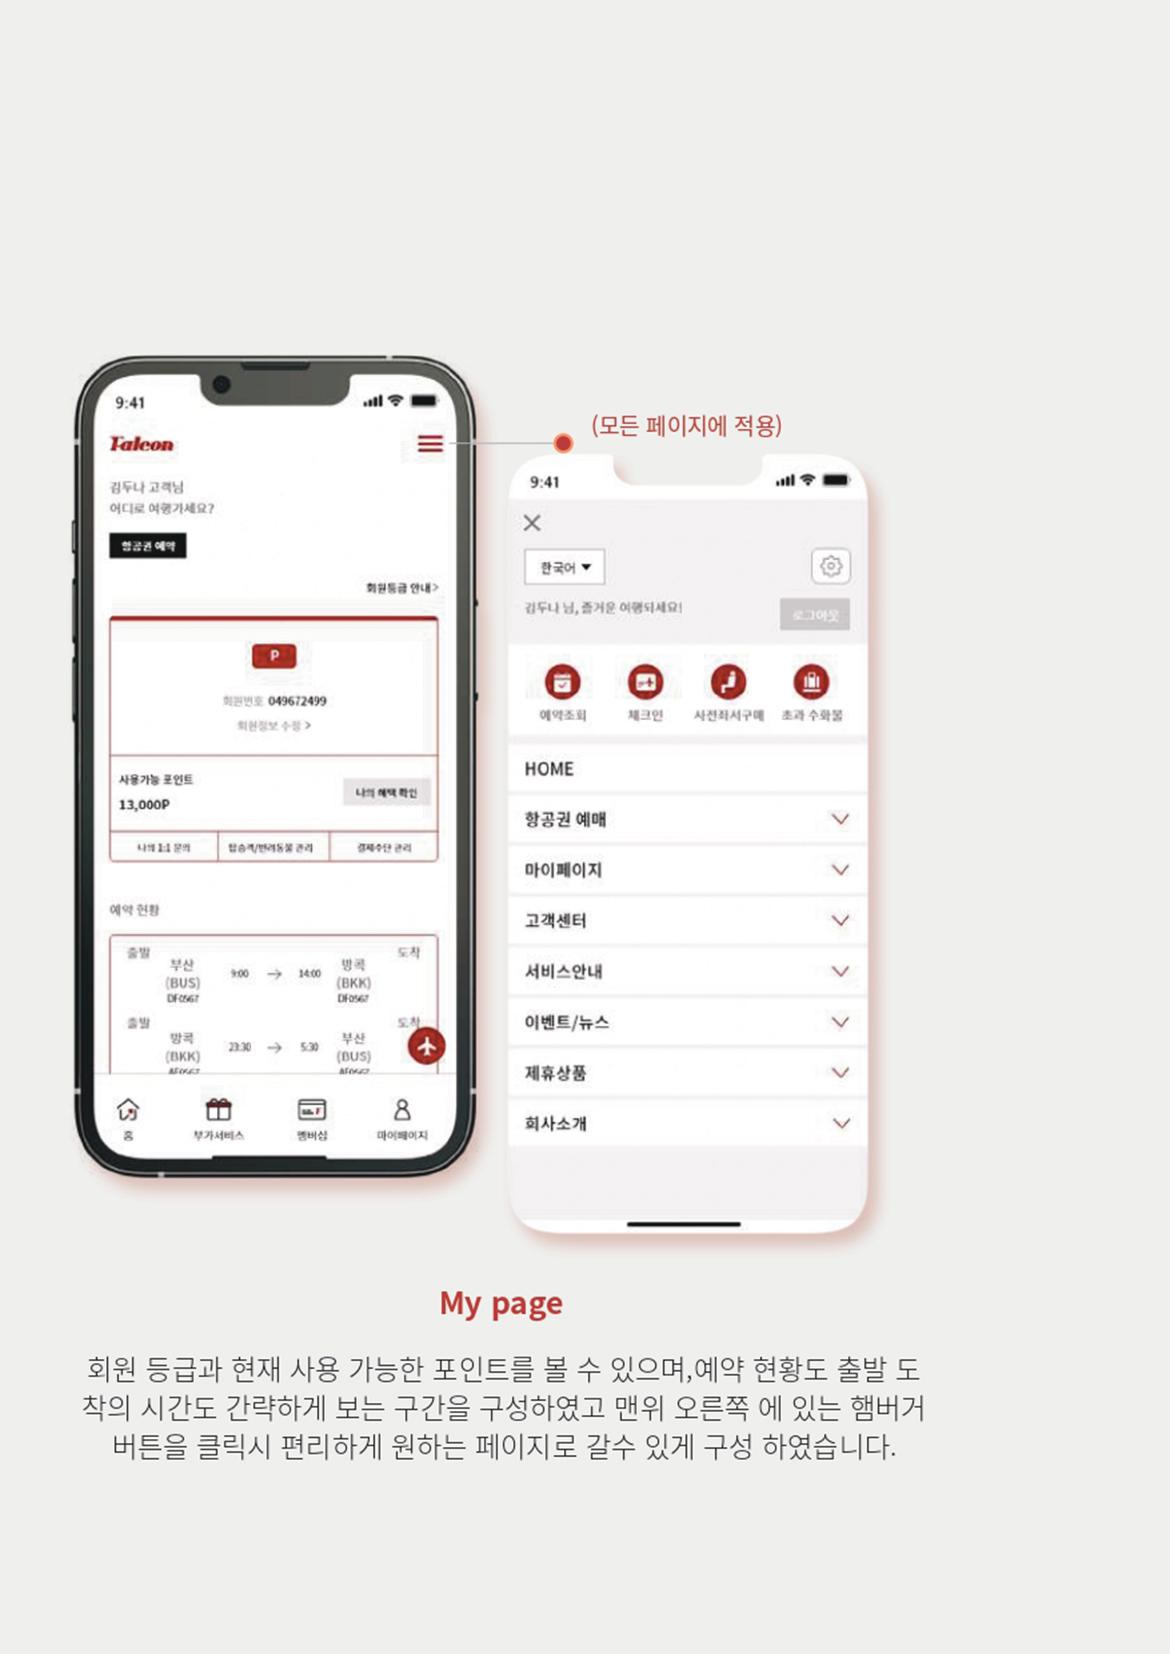 9:41
Falcon
김두나 고객님
어디로 여행가세요?
항공권 예약
회원등급 안내>
P
회원번호 049672499
회원정보 수정 >
사용가능 포인트
13,000P
나의 혜택 확인
나의 1:1 문의
탑승객/반려동물 관리
결제수단 관리
예약 현황
출발
도착
부산
(BUS)
DF0567
9:00 → 14:00
방콕
(BKK)
DF0567
출발
도착
방콕
(BKK)
23:30 → 5:30
부산
(BUS)
홈
부가서비스
멤버십
마이페이지
(모든 페이지에 적용)
9:41
한국어
김두나 님, 즐거운 여행되세요!
로그아웃
예약조회
체크인
사전좌석구매
초과 수화물
HOME
항공권 예매
마이페이지
고객센터
서비스안내
이벤트/뉴스
제휴상품
회사소개
My page
회원 등급과 현재 사용 가능한 포인트를 볼 수 있으며,예약 현황도 출발 도
착의 시간도 간략하게 보는 구간을 구성하였고 맨위 오른쪽 에 있는 햄버거
버튼을 클릭시 편리하게 원하는 페이지로 갈수 있게 구성 하였습니다.